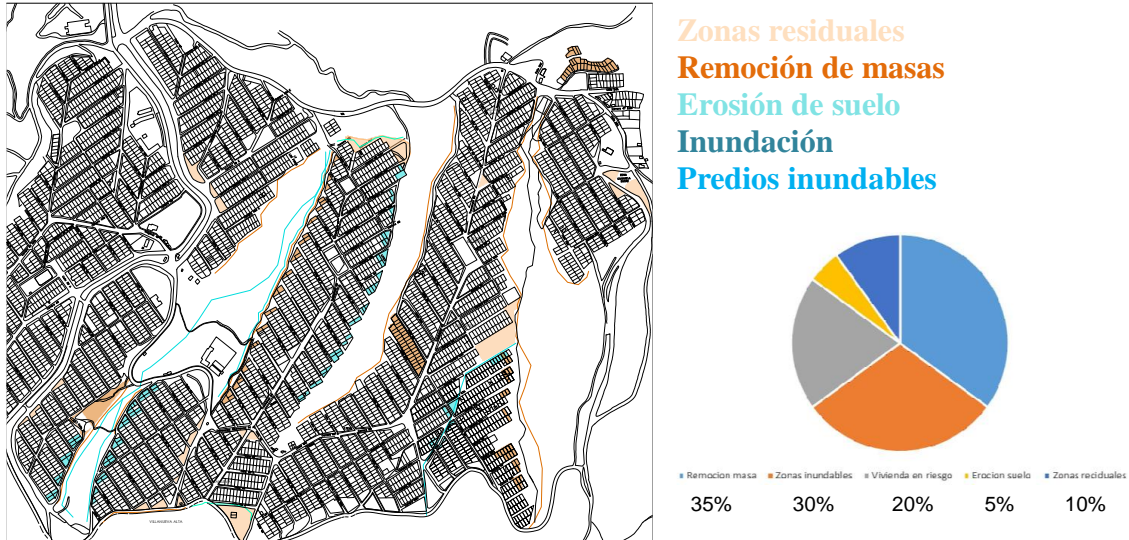 Zonas residuales
Remoción de masas
Erosión de suelo
Inundación
Predios inundables
Remocion masa Zonas inundables Vivienda en riesgo Erocion suelo Zonas reciduales
35% 30% 20% 5% 10%
VILLANUEVA ALTA